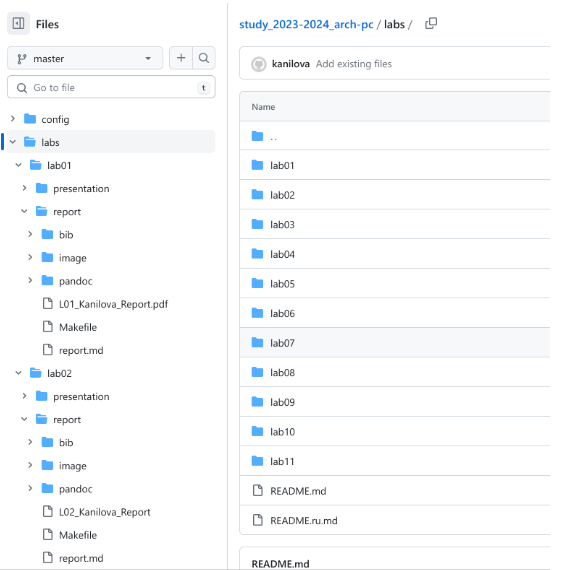 Files
master
Go to file
t
config
labs
lab01
presentation
report
bib
image
pandoc
L01_Kanilova_Report.pdf
Makefile
report.md
lab02
presentation
report
bib
image
pandoc
L02_Kanilova_Report
Makefile
report.md
study_2023-2024_arch-pc / labs /
kanilova Add existing files
Name
..
lab01
lab02
lab03
lab04
lab05
lab06
lab07
lab08
lab09
lab10
lab11
README.md
README.ru.md
README.md